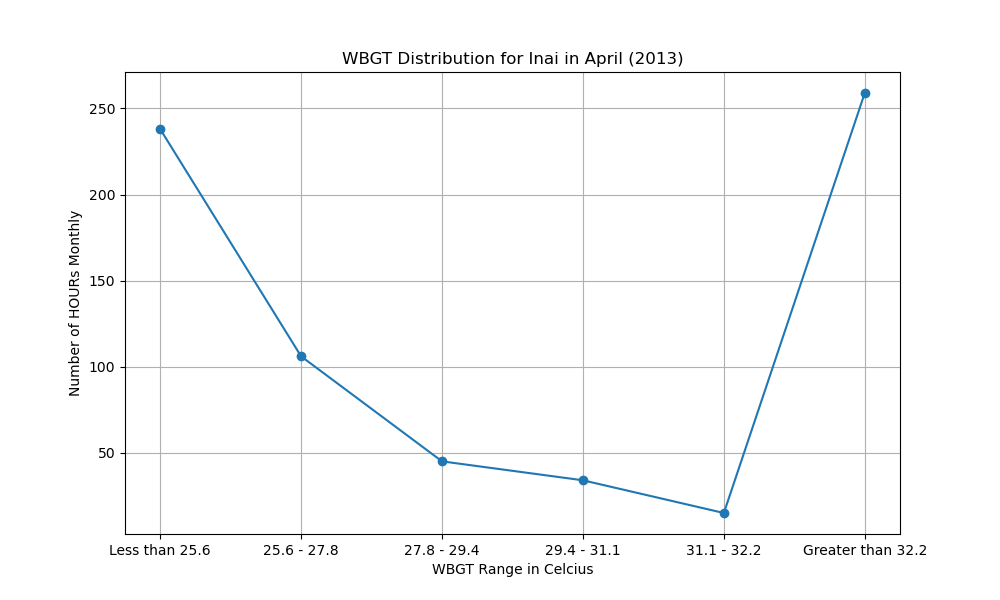 WBGT Distribution for Inai in April (2013)
Number of HOURs Monthly
250
200
150
100
50
Less than 25.6
25.6 - 27.8
27.8 - 29.4
29.4 - 31.1
31.1 - 32.2
Greater than 32.2
WBGT Range in Celcius